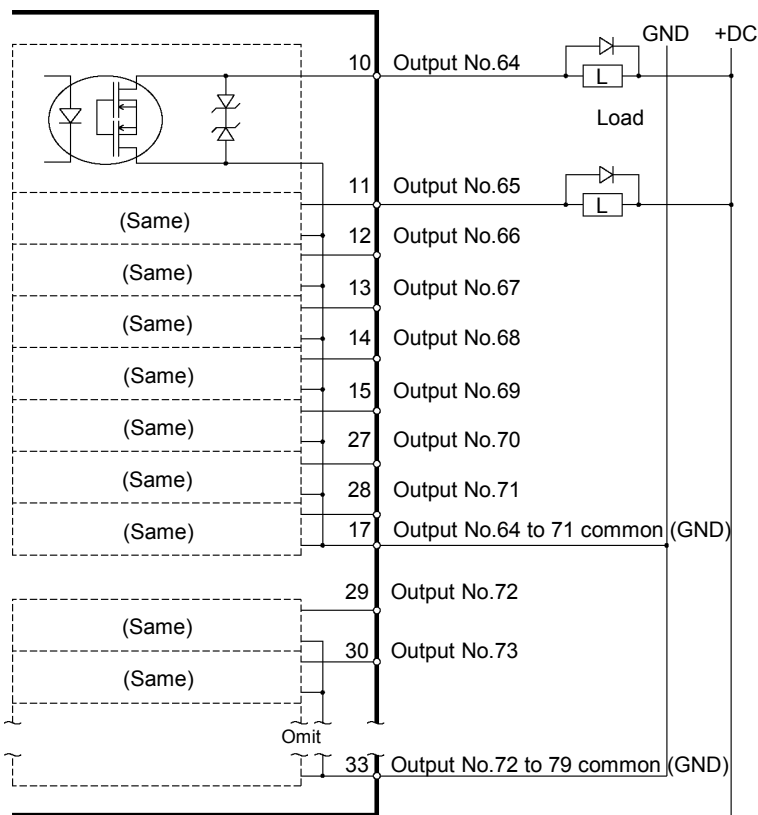 GND +DC
10 Output No.64
L
Load
11 Output No.65
L
(Same)
12 Output No.66
(Same)
13 Output No.67
(Same)
14 Output No.68
(Same)
15 Output No.69
(Same)
27 Output No.70
(Same)
28 Output No.71
(Same)
17 Output No.64 to 71 common (GND)
29 Output No.72
(Same)
30 Output No.73
(Same)
Omit
33 Output No.72 to 79 common (GND)